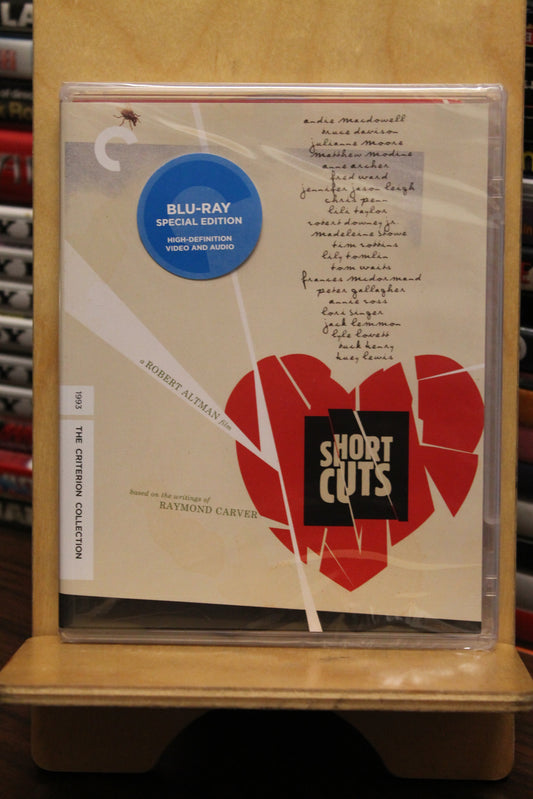 andie macdowell
bruce davison
julianne moore
matthew modine
anne archer
fred ward
jennifer jason leigh
chris penn
lili taylor
robert downey jr.
madeleine stowe
tim robbins
lily tomlin
tom waits
frances mcdormand
peter gallagher
annie ross
lori singer
jack lemmon
lyle lovett
buck henry
huey lewis
BLU-RAY
SPECIAL EDITION
HIGH-DEFINITION
VIDEO AND AUDIO
a ROBERT ALTMAN film
SHORT
CUTS
based on the writings of
RAYMOND CARVER
1993
THE CRITERION COLLECTION